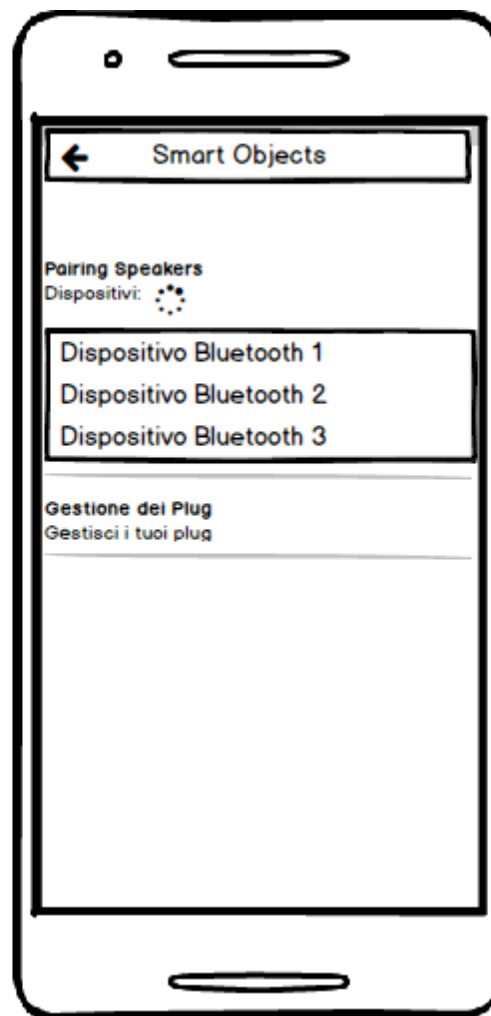 Smart Objects
Pairing Speakers
Dispositivi:
Dispositivo Bluetooth 1
Dispositivo Bluetooth 2
Dispositivo Bluetooth 3
Gestione dei Plug
Gestisci i tuoi plug